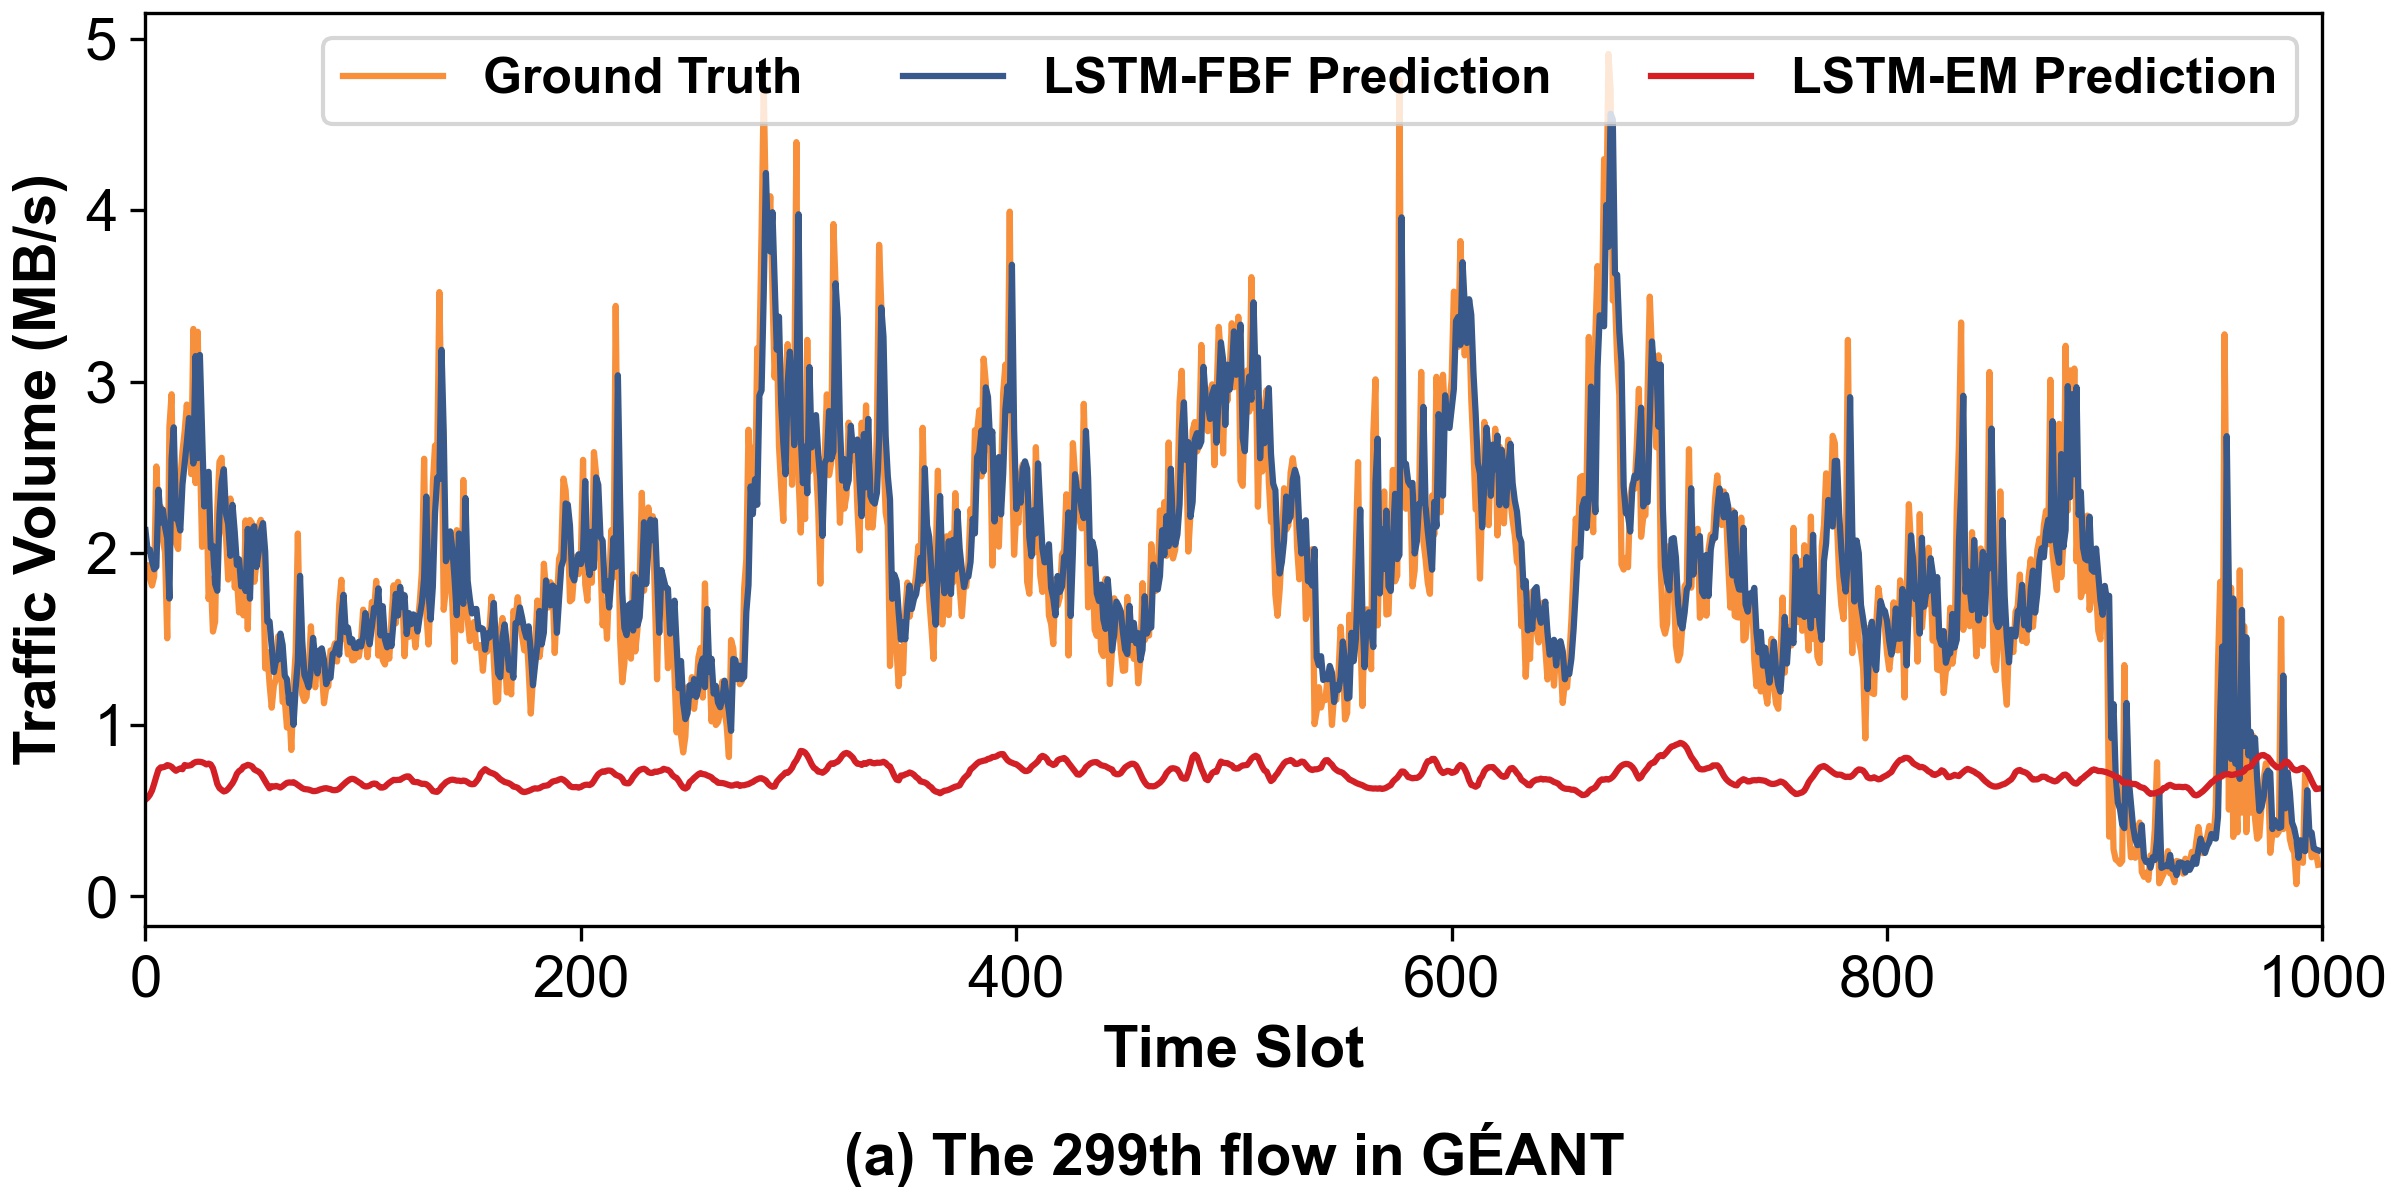 Ground Truth LSTM-FBF Prediction LSTM-EM Prediction
Traffic Volume (MB/s)
5
4
3
2
1
0
0 200 400 600 800 1000
Time Slot
(a) The 299th flow in GÉANT